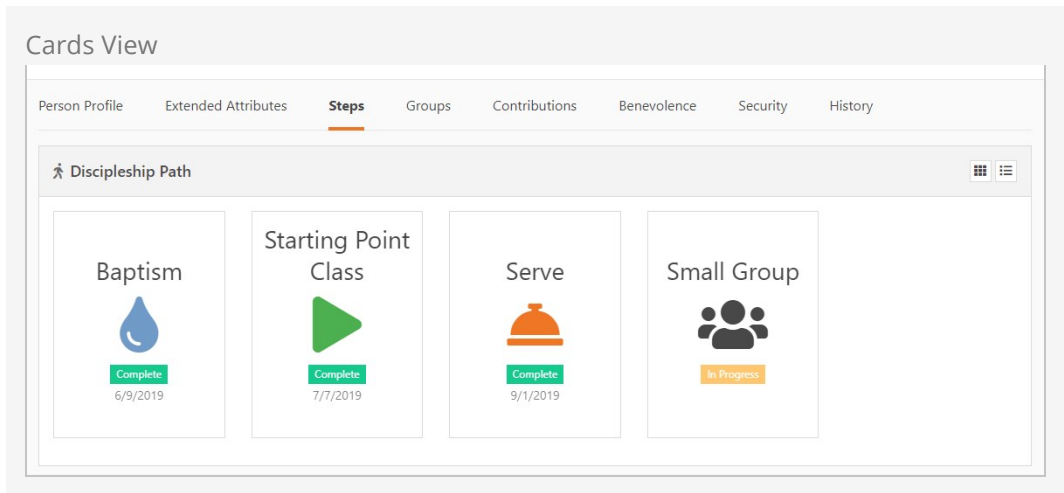 Cards View
Person Profile Extended Attributes Steps Groups Contributions Benevolence Security History
Discipleship Path
Baptism
Complete
6/9/2019
Starting Point
Class
Complete
7/7/2019
Serve
Complete
9/1/2019
Small Group
In Progress